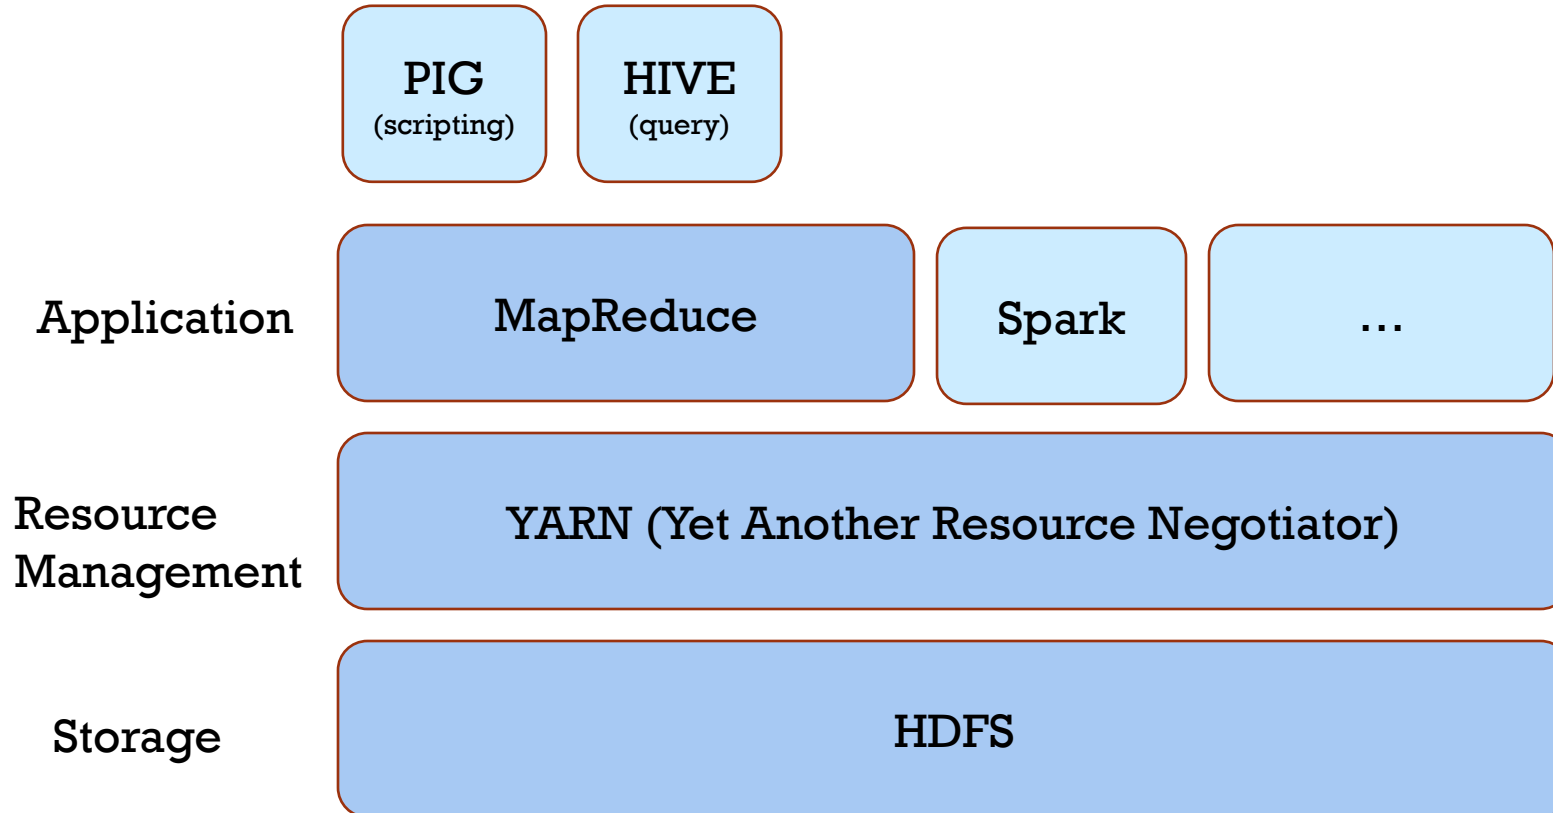 PIG
(scripting)
HIVE
(query)
Application
MapReduce
Spark
...
Resource
Management
YARN (Yet Another Resource Negotiator)
Storage
HDFS